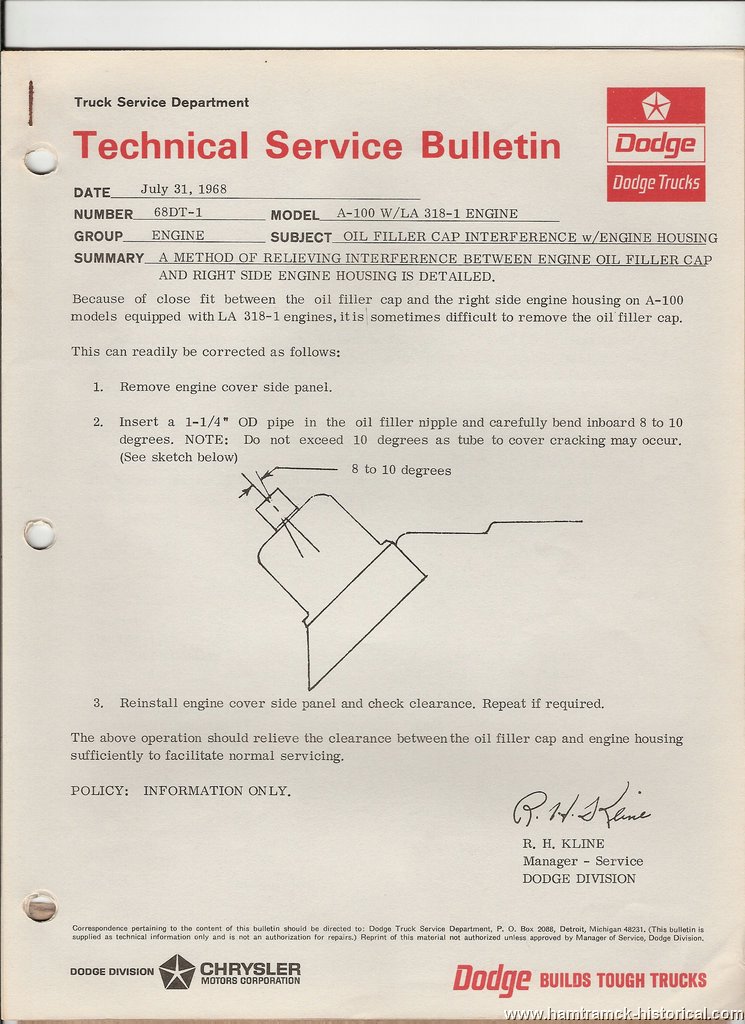 Truck Service Department
Technical Service Bulletin
Dodge
Dodge Trucks
DATE July 31, 1968
NUMBER 68DT-1 MODEL A-100 W/LA 318-1 ENGINE
GROUP ENGINE SUBJECT OIL FILLER CAP INTERFERENCE w/ENGINE HOUSING
SUMMARY A METHOD OF RELIEVING INTERFERENCE BETWEEN ENGINE OIL FILLER CAP
AND RIGHT SIDE ENGINE HOUSING IS DETAILED.
Because of close fit between the oil filler cap and the right side engine housing on A-100
models equipped with LA 318-1 engines, it is sometimes difficult to remove the oil filler cap.
This can readily be corrected as follows:
1. Remove engine cover side panel.
2. Insert a 1-1/4" OD pipe in the oil filler nipple and carefully bend inboard 8 to 10
degrees. NOTE: Do not exceed 10 degrees as tube to cover cracking may occur.
(See sketch below)
8 to 10 degrees
3. Reinstall engine cover side panel and check clearance. Repeat if required.
The above operation should relieve the clearance between the oil filler cap and engine housing
sufficiently to facilitate normal servicing.
POLICY: INFORMATION ONLY.
R. H. Kline
R. H. KLINE
Manager - Service
DODGE DIVISION
Correspondence pertaining to the content of this bulletin should be directed to: Dodge Truck Service Department, P. O. Box 2088, Detroit, Michigan 48231. (This bulletin is
supplied as technical information only and is not an authorization for repairs.) Reprint of this material not authorized unless approved by Manager of Service, Dodge Division.
DODGE DIVISION CHRYSLER
MOTORS CORPORATION
Dodge BUILDS TOUGH TRUCKS
www.hamtramck-historical.com